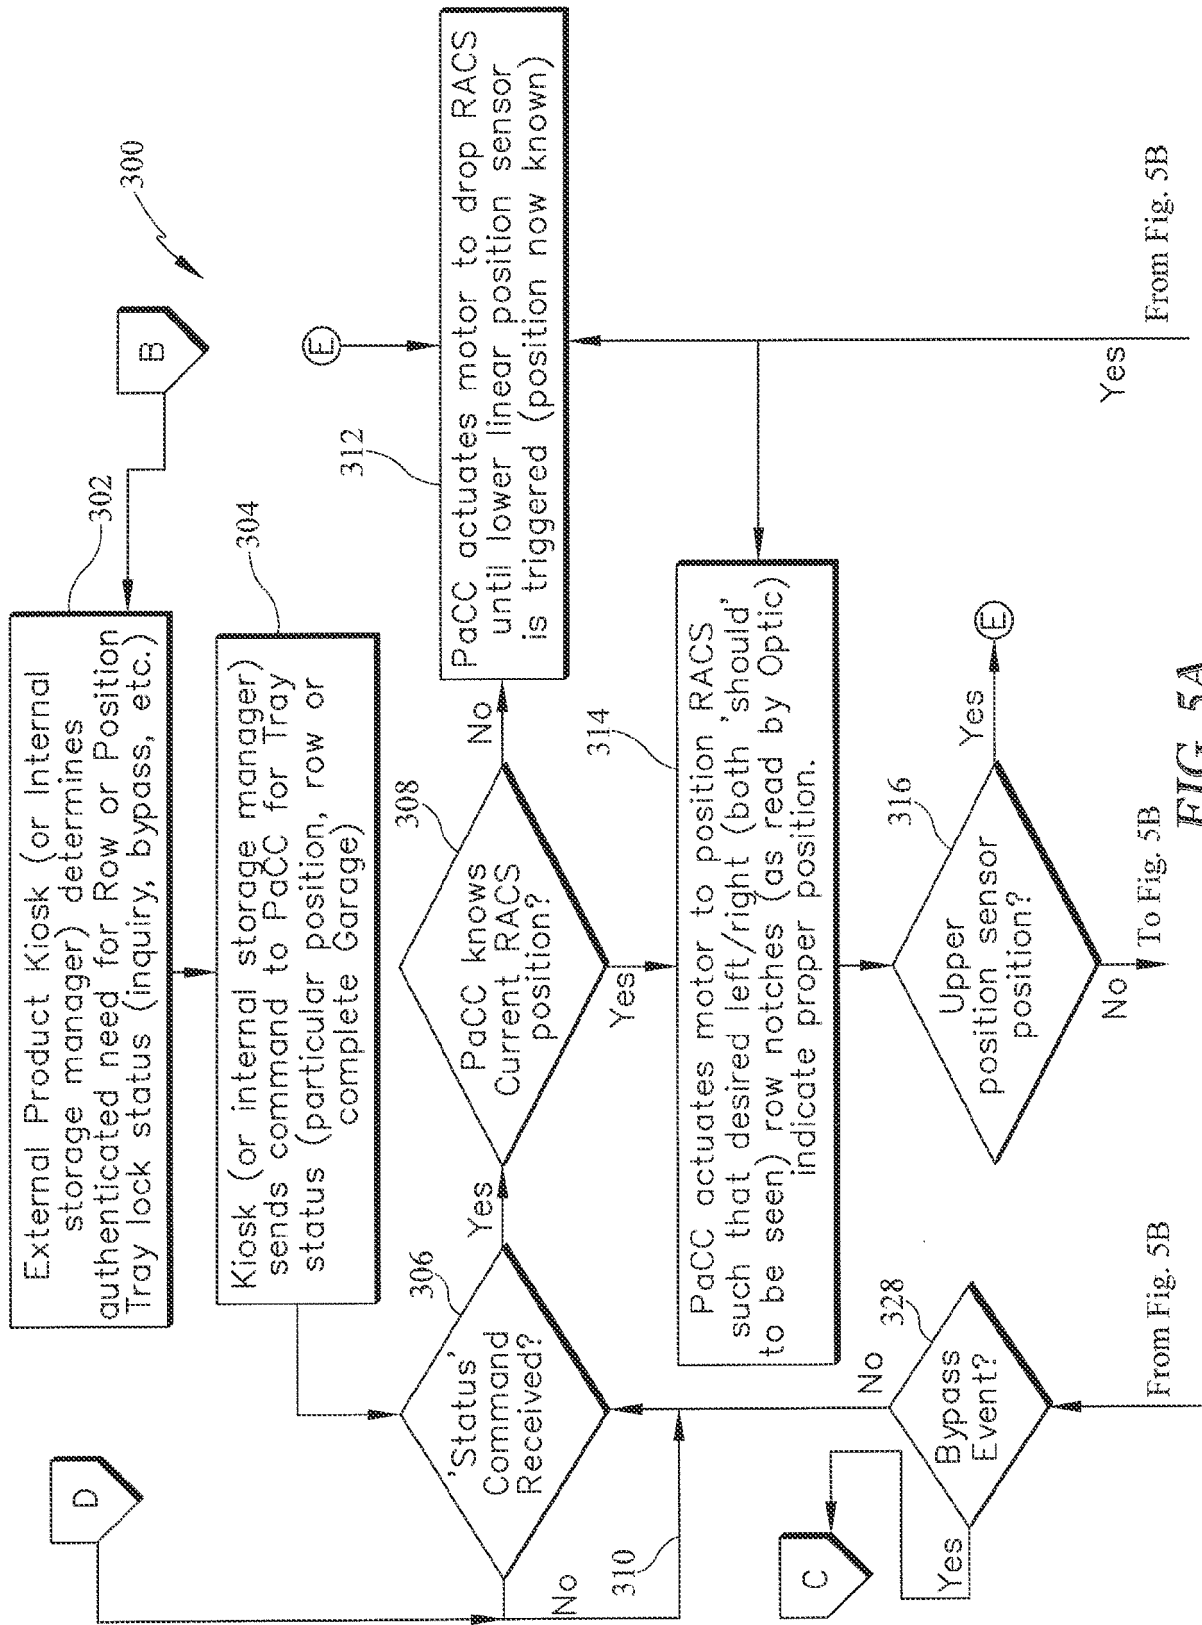 300
B
302
External Product Kiosk (or Internal
storage manager) determines
authenticated need for Row or Position
Tray lock status (inquiry, bypass, etc.)
304
Kiosk (or internal storage manager)
sends command to PaCC for Tray
status (particular position, row or
complete Garage)
D
306
'Status'
Command
Received?
Yes
No
310
308
PaCC knows
Current RACS
position?
No
Yes
E
312
PaCC actuates motor to drop RACS
until lower linear position sensor
is triggered (position now known)
314
PaCC actuates motor to position RACS
such that desired left/right (both 'should'
to be seen) row notches (as read by Optic)
indicate proper position.
316
Upper
position sensor
position?
Yes
E
No
To Fig. 5B
328
Bypass
Event?
No
Yes
C
From Fig. 5B
Yes
From Fig. 5B
FIG. 5A